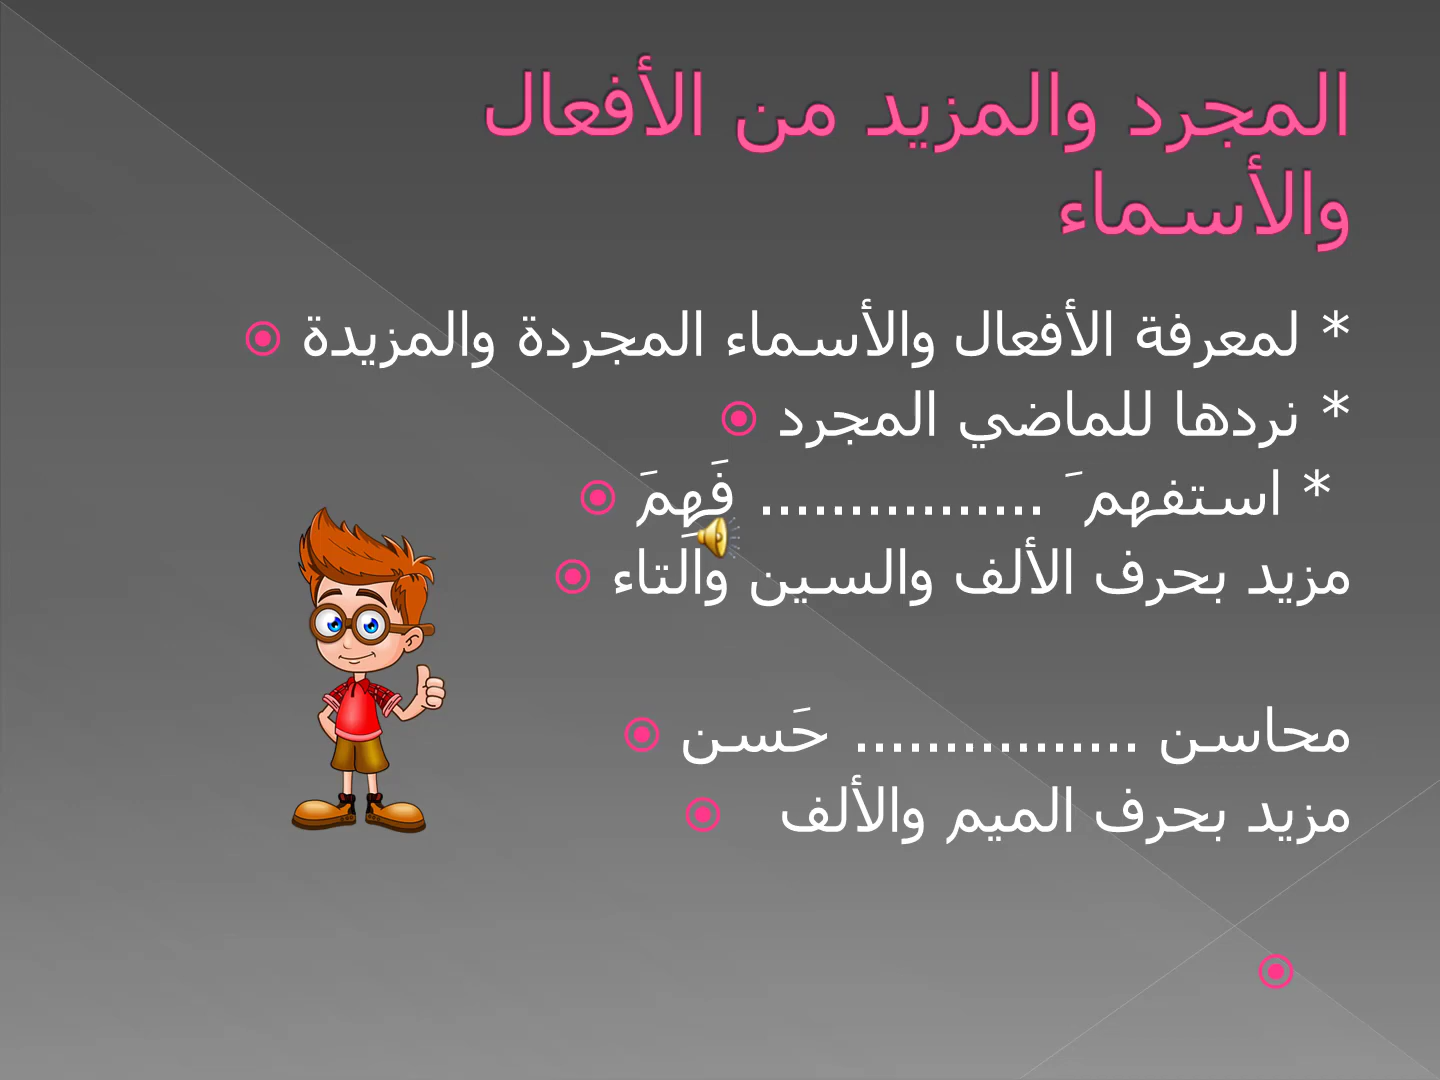 المجرد والمزيد من الأفعال
والأسماء
* لمعرفة الأفعال والأسماء المجردة والمزيدة
* نردها للماضي المجرد
* استفهم َ ................ فَهِمَ
مزيد بحرف الألف والسين والتاء
محاسن ................ حَسن
مزيد بحرف الميم والألف